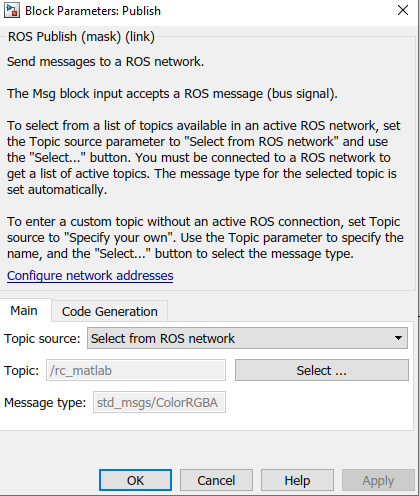 Block Parameters: Publish
ROS Publish (mask) (link)
Send messages to a ROS network.
The Msg block input accepts a ROS message (bus signal).
To select from a list of topics available in an active ROS network, set
the Topic source parameter to "Select from ROS network" and use
the "Select..." button. You must be connected to a ROS network to
get a list of active topics. The message type for the selected topic is
set automatically.
To enter a custom topic without an active ROS connection, set Topic
source to "Specify your own". Use the Topic parameter to specify the
name, and the "Select..." button to select the message type.
Configure network addresses
Main Code Generation
Topic source: Select from ROS network
Topic: /rc_matlab Select ...
Message type: std_msgs/ColorRGBA
OK Cancel Help Apply